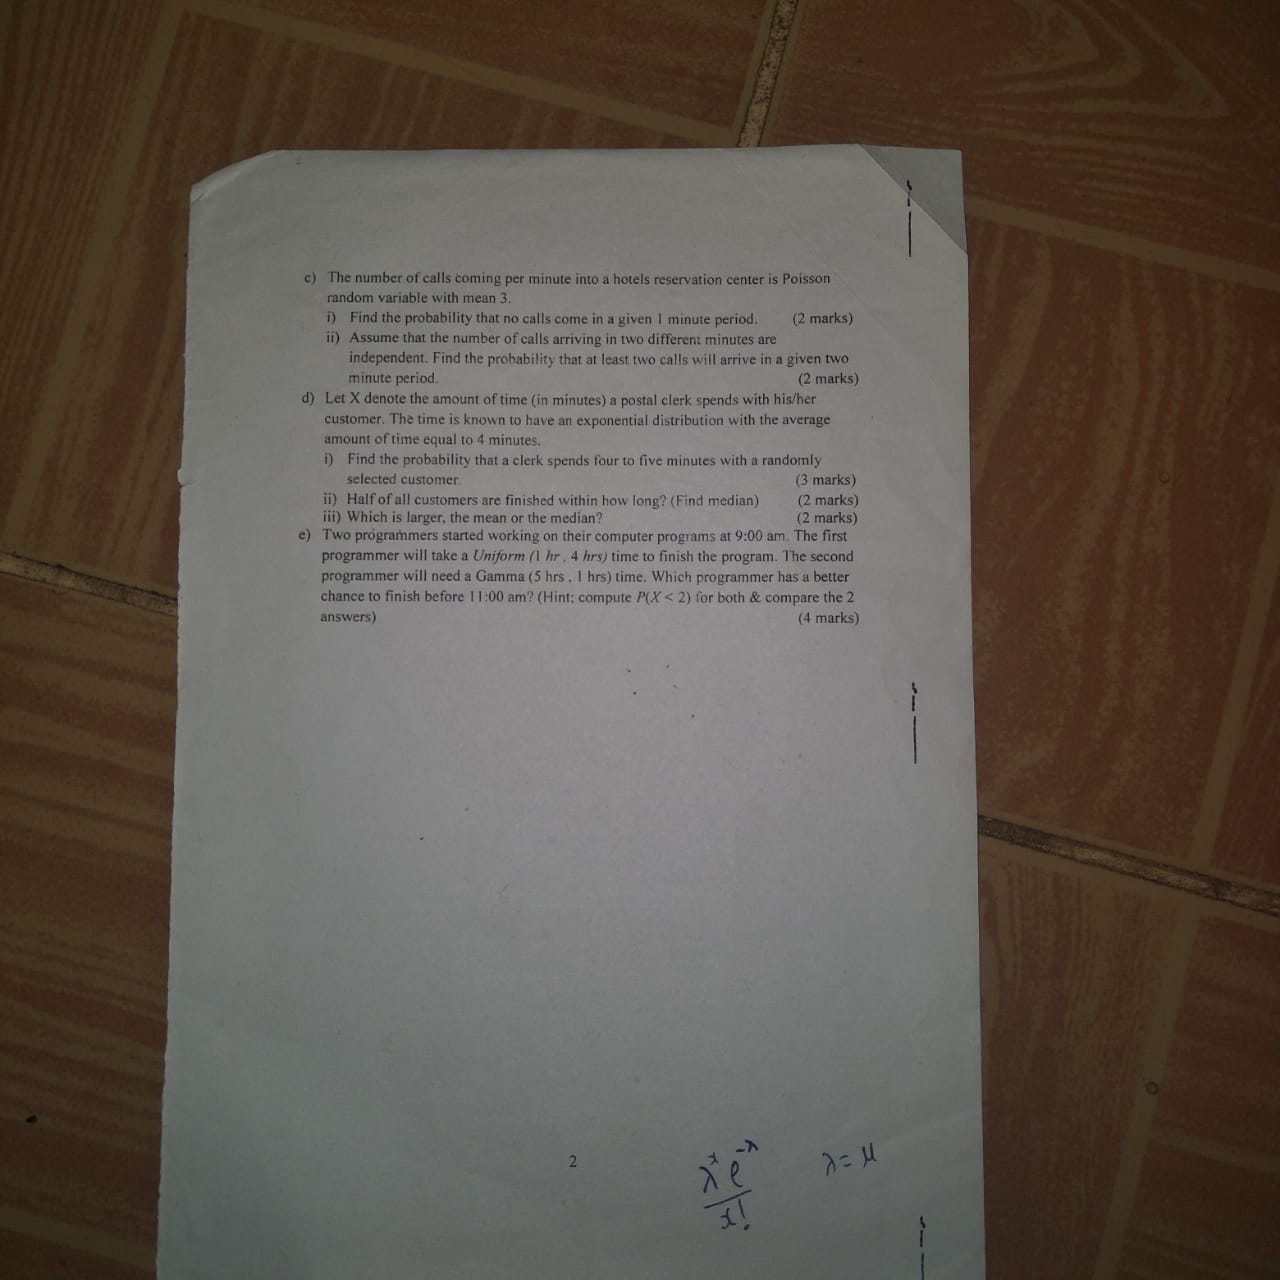 c) The number of calls coming per minute into a hotels reservation center is Poisson
random variable with mean 3.
i) Find the probability that no calls come in a given 1 minute period. (2 marks)
ii) Assume that the number of calls arriving in two different minutes are
independent. Find the probability that at least two calls will arrive in a given two
minute period. (2 marks)
d) Let X denote the amount of time (in minutes) a postal clerk spends with his/her
customer. The time is known to have an exponential distribution with the average
amount of time equal to 4 minutes.
i) Find the probability that a clerk spends four to five minutes with a randomly
selected customer. (3 marks)
ii) Half of all customers are finished within how long? (Find median) (2 marks)
iii) Which is larger, the mean or the median? (2 marks)
e) Two programmers started working on their computer programs at 9:00 am. The first
programmer will take a Uniform (1 hr , 4 hrs) time to finish the program. The second
programmer will need a Gamma (5 hrs , 1 hrs) time. Which programmer has a better
chance to finish before 11:00 am? (Hint; compute P(X < 2) for both & compare the 2
answers) (4 marks)
2
λˣ e^-λ λ = μ
x!